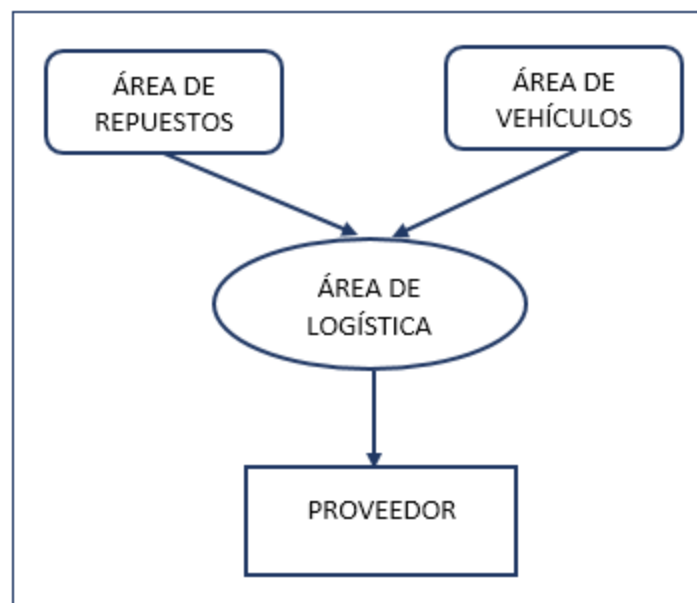 ÁREA DE
REPUESTOS
ÁREA DE
VEHÍCULOS
ÁREA DE
LOGÍSTICA
PROVEEDOR